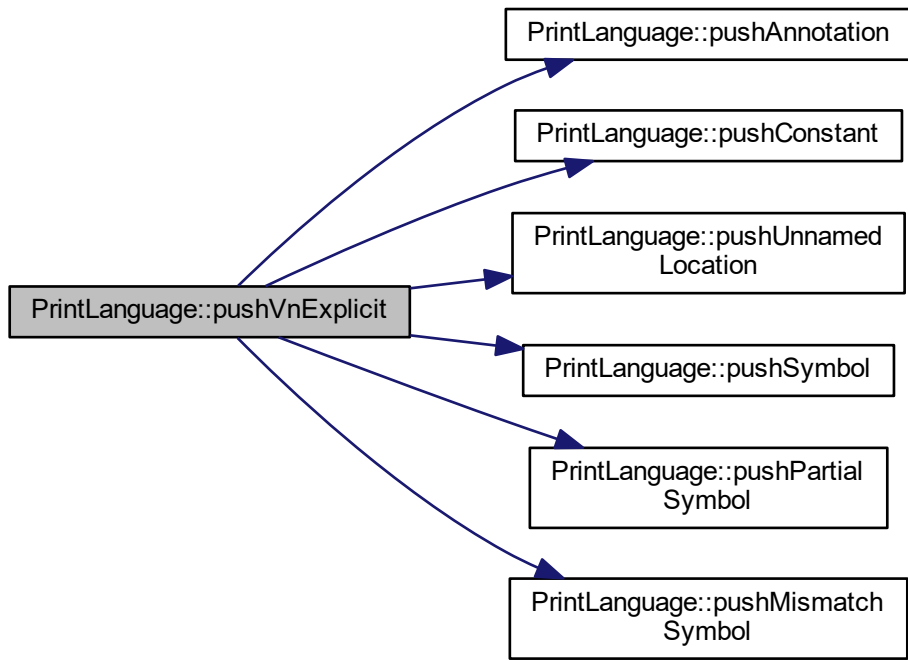 PrintLanguage::pushAnnotation
PrintLanguage::pushConstant
PrintLanguage::pushUnnamed
Location
PrintLanguage::pushVnExplicit
PrintLanguage::pushSymbol
PrintLanguage::pushPartial
Symbol
PrintLanguage::pushMismatch
Symbol